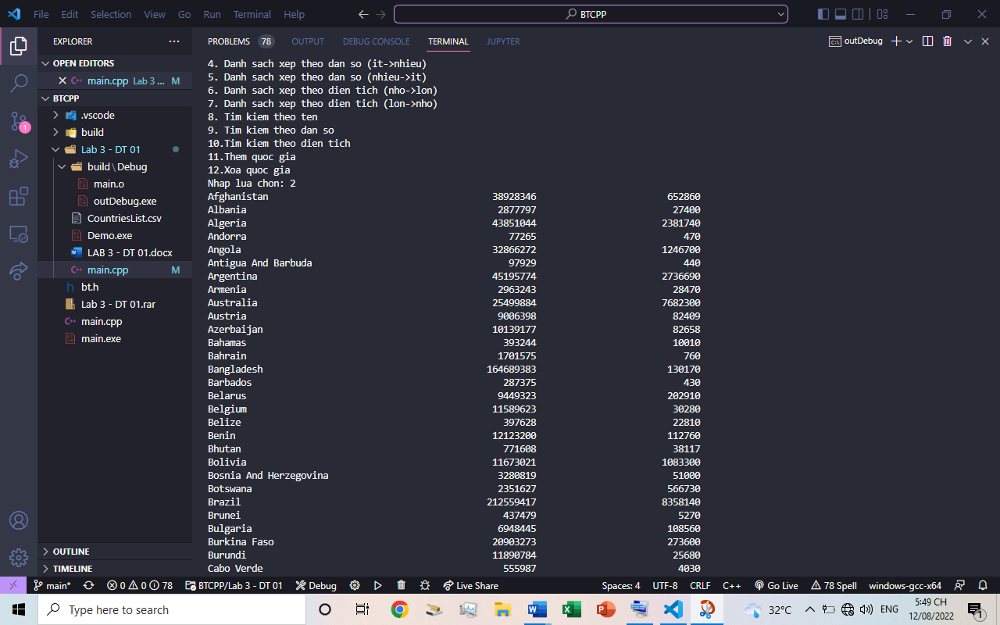 File Edit Selection View Go Run Terminal Help BTCPP
EXPLORER
OPEN EDITORS
main.cpp Lab 3 ... M
BTCPP
.vscode
build
Lab 3 - DT 01
build\Debug
main.o
outDebug.exe
CountriesList.csv
Demo.exe
LAB 3 - DT 01.docx
main.cpp M
bt.h
Lab 3 - DT 01.rar
main.cpp
main.exe
OUTLINE
TIMELINE
1
PROBLEMS 78 OUTPUT DEBUG CONSOLE TERMINAL JUPYTER outDebug
4. Danh sach xep theo dan so (it->nhieu)
5. Danh sach xep theo dan so (nhieu->it)
6. Danh sach xep theo dien tich (nho->lon)
7. Danh sach xep theo dien tich (lon->nho)
8. Tim kiem theo ten
9. Tim kiem theo dan so
10.Tim kiem theo dien tich
11.Them quoc gia
12.Xoa quoc gia
Nhap lua chon: 2
Afghanistan 38928346 652860
Albania 2877797 27400
Algeria 43851044 2381740
Andorra 77265 470
Angola 32866272 1246700
Antigua And Barbuda 97929 440
Argentina 45195774 2736690
Armenia 2963243 28470
Australia 25499884 7682300
Austria 9006398 82409
Azerbaijan 10139177 82658
Bahamas 393244 10010
Bahrain 1701575 760
Bangladesh 164689383 130170
Barbados 287375 430
Belarus 9449323 202910
Belgium 11589623 30280
Belize 397628 22810
Benin 12123200 112760
Bhutan 771608 38117
Bolivia 11673021 1083300
Bosnia And Herzegovina 3280819 51000
Botswana 2351627 566730
Brazil 212559417 8358140
Brunei 437479 5270
Bulgaria 6948445 108560
Burkina Faso 20903273 273600
Burundi 11890784 25680
Cabo Verde 555987 4030
main* 0 0 78 BTCPP/Lab 3 - DT 01 Debug Live Share Spaces: 4 UTF-8 CRLF C++ Go Live 78 Spell windows-gcc-x64
Type here to search 32°C ENG 5:49 CH
12/08/2022 1